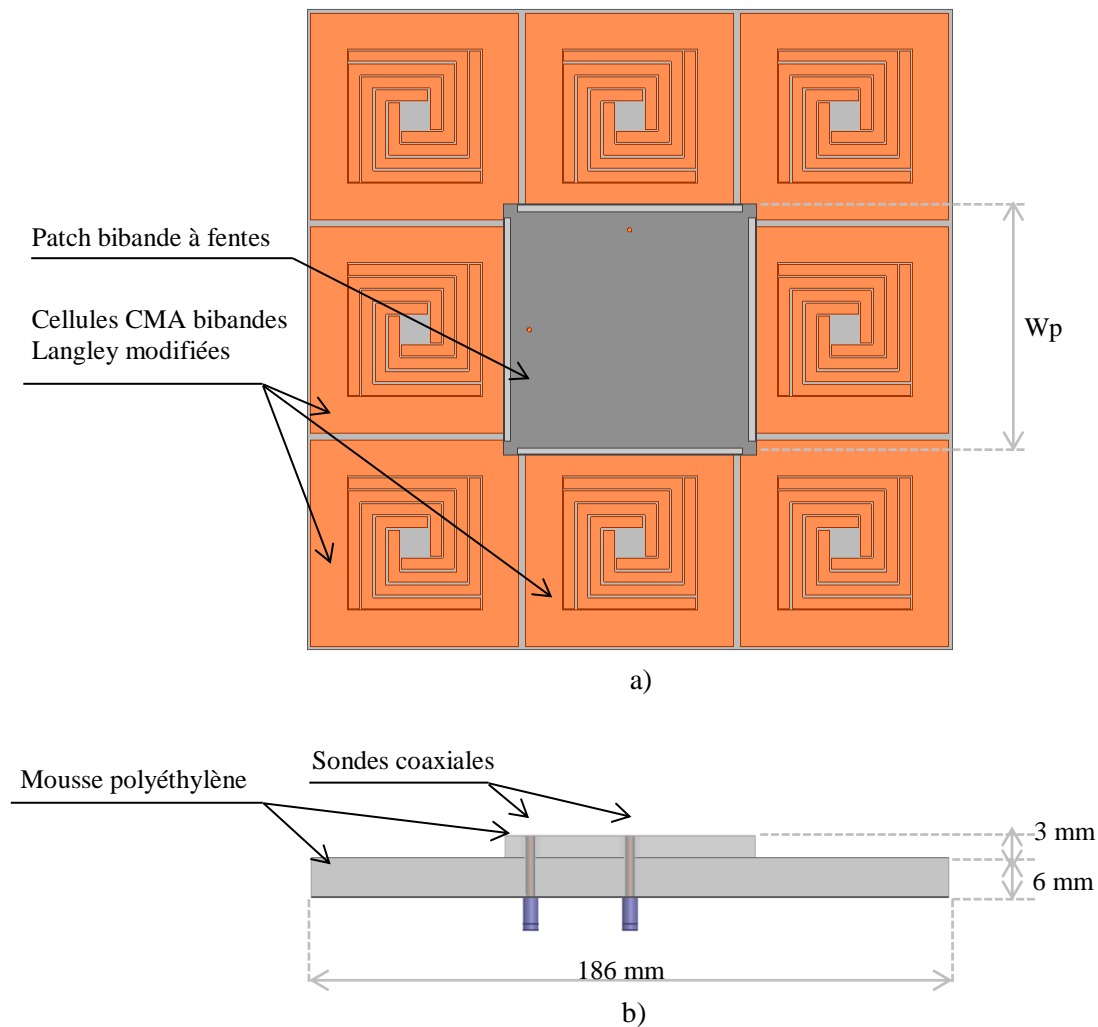 Patch bibande à fentes
Cellules CMA bibandes
Langley modifiées
Wp
a)
Sondes coaxiales
Mousse polyéthylène
3 mm
6 mm
186 mm
b)